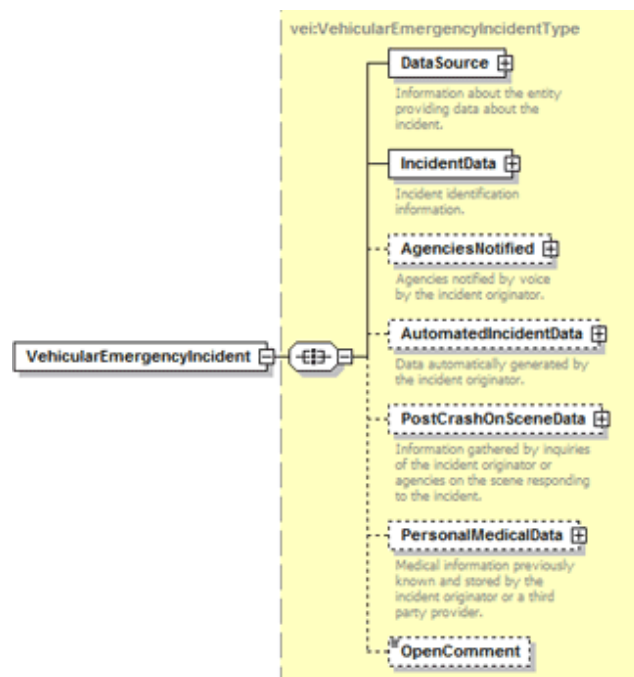 vei:VehicularEmergencyIncidentType
DataSource
Information about the entity
providing data about the
incident.
IncidentData
Incident identification
information.
AgenciesNotified
Agencies notified by voice
by the incident originator.
VehicularEmergencyIncident
AutomatedIncidentData
Data automatically generated by
the incident originator.
PostCrashOnSceneData
Information gathered by inquiries
of the incident originator or
agencies on the scene responding
to the incident.
PersonalMedicalData
Medical information previously
known and stored by the
incident originator or a third
party provider.
OpenComment